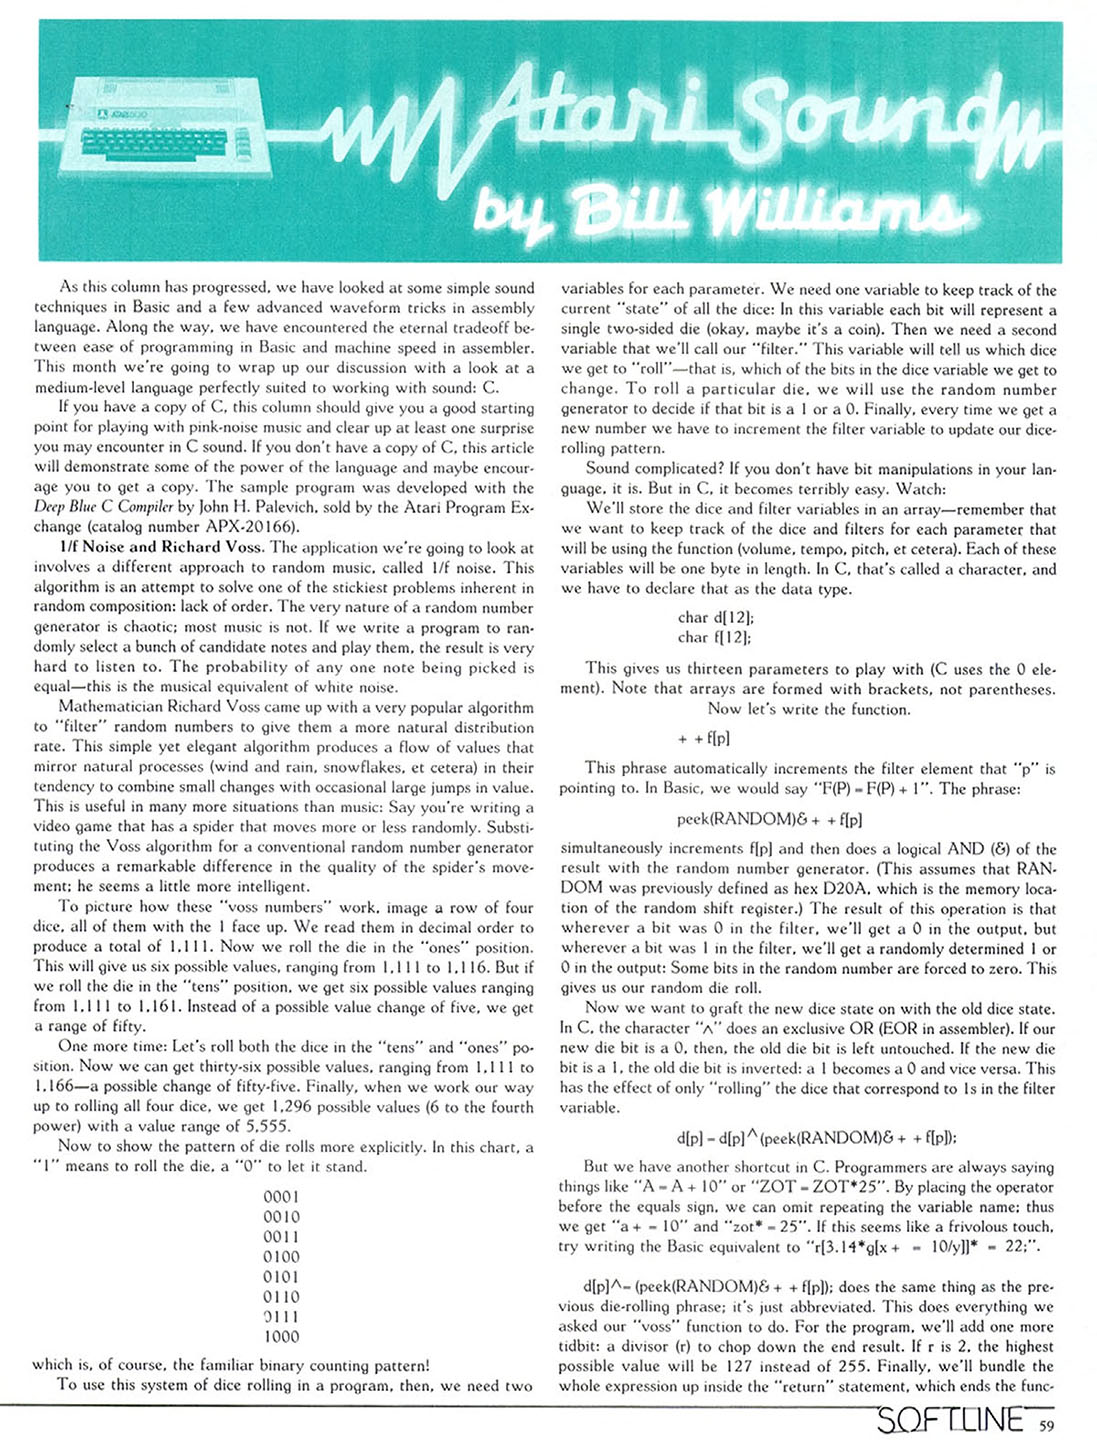 ATARI 800
Atari Sound
by Bill Williams
As this column has progressed, we have looked at some simple sound
techniques in Basic and a few advanced waveform tricks in assembly
language. Along the way, we have encountered the eternal tradeoff be-
tween ease of programming in Basic and machine speed in assembler.
This month we're going to wrap up our discussion with a look at a
medium-level language perfectly suited to working with sound: C.
If you have a copy of C, this column should give you a good starting
point for playing with pink-noise music and clear up at least one surprise
you may encounter in C sound. If you don't have a copy of C, this article
will demonstrate some of the power of the language and maybe encour-
age you to get a copy. The sample program was developed with the
Deep Blue C Compiler by John H. Palevich, sold by the Atari Program Ex-
change (catalog number APX-20166).
1/f Noise and Richard Voss. The application we're going to look at
involves a different approach to random music, called 1/f noise. This
algorithm is an attempt to solve one of the stickiest problems inherent in
random composition: lack of order. The very nature of a random number
generator is chaotic; most music is not. If we write a program to ran-
domly select a bunch of candidate notes and play them, the result is very
hard to listen to. The probability of any one note being picked is
equal—this is the musical equivalent of white noise.
Mathematician Richard Voss came up with a very popular algorithm
to "filter" random numbers to give them a more natural distribution
rate. This simple yet elegant algorithm produces a flow of values that
mirror natural processes (wind and rain, snowflakes, et cetera) in their
tendency to combine small changes with occasional large jumps in value.
This is useful in many more situations than music: Say you're writing a
video game that has a spider that moves more or less randomly. Substi-
tuting the Voss algorithm for a conventional random number generator
produces a remarkable difference in the quality of the spider's move-
ment; he seems a little more intelligent.
To picture how these "voss numbers" work, image a row of four
dice, all of them with the 1 face up. We read them in decimal order to
produce a total of 1,111. Now we roll the die in the "ones" position.
This will give us six possible values, ranging from 1,111 to 1,116. But if
we roll the die in the "tens" position, we get six possible values ranging
from 1,111 to 1,161. Instead of a possible value change of five, we get
a range of fifty.
One more time: Let's roll both the dice in the "tens" and "ones" po-
sition. Now we can get thirty-six possible values, ranging from 1,111 to
1,166—a possible change of fifty-five. Finally, when we work our way
up to rolling all four dice, we get 1,296 possible values (6 to the fourth
power) with a value range of 5,555.
Now to show the pattern of die rolls more explicitly. In this chart, a
"1" means to roll the die, a "0" to let it stand.
0001
0010
0011
0100
0101
0110
0111
1000
which is, of course, the familiar binary counting pattern!
To use this system of dice rolling in a program, then, we need two
variables for each parameter. We need one variable to keep track of the
current "state" of all the dice: In this variable each bit will represent a
single two-sided die (okay, maybe it's a coin). Then we need a second
variable that we'll call our "filter." This variable will tell us which dice
we get to "roll"—that is, which of the bits in the dice variable we get to
change. To roll a particular die, we will use the random number
generator to decide if that bit is a 1 or a 0. Finally, every time we get a
new number we have to increment the filter variable to update our dice-
rolling pattern.
Sound complicated? If you don't have bit manipulations in your lan-
guage, it is. But in C, it becomes terribly easy. Watch:
We'll store the dice and filter variables in an array—remember that
we want to keep track of the dice and filters for each parameter that
will be using the function (volume, tempo, pitch, et cetera). Each of these
variables will be one byte in length. In C, that's called a character, and
we have to declare that as the data type.
char d[12];
char f[12];
This gives us thirteen parameters to play with (C uses the 0 ele-
ment). Note that arrays are formed with brackets, not parentheses.
Now let's write the function.
+ + f[p]
This phrase automatically increments the filter element that "p" is
pointing to. In Basic, we would say "F(P) = F(P) + 1". The phrase:
peek(RANDOM)& + + f[p]
simultaneously increments f[p] and then does a logical AND (&) of the
result with the random number generator. (This assumes that RAN-
DOM was previously defined as hex D20A, which is the memory loca-
tion of the random shift register.) The result of this operation is that
wherever a bit was 0 in the filter, we'll get a 0 in the output, but
wherever a bit was 1 in the filter, we'll get a randomly determined 1 or
0 in the output: Some bits in the random number are forced to zero. This
gives us our random die roll.
Now we want to graft the new dice state on with the old dice state.
In C, the character "^" does an exclusive OR (EOR in assembler). If our
new die bit is a 0, then, the old die bit is left untouched. If the new die
bit is a 1, the old die bit is inverted: a 1 becomes a 0 and vice versa. This
has the effect of only "rolling" the dice that correspond to 1s in the filter
variable.
d[p] = d[p]^(peek(RANDOM)& + + f[p]);
But we have another shortcut in C. Programmers are always saying
things like "A = A + 10" or "ZOT = ZOT*25". By placing the operator
before the equals sign, we can omit repeating the variable name; thus
we get "a + = 10" and "zot* = 25". If this seems like a frivolous touch,
try writing the Basic equivalent to "r[3.14*g[x + = 10/y]]* = 22;".
d[p]^= (peek(RANDOM)& + + f[p]); does the same thing as the pre-
vious die-rolling phrase; it's just abbreviated. This does everything we
asked our "voss" function to do. For the program, we'll add one more
tidbit: a divisor (r) to chop down the end result. If r is 2, the highest
possible value will be 127 instead of 255. Finally, we'll bundle the
whole expression up inside the "return" statement, which ends the func-
SOFTLINE 59